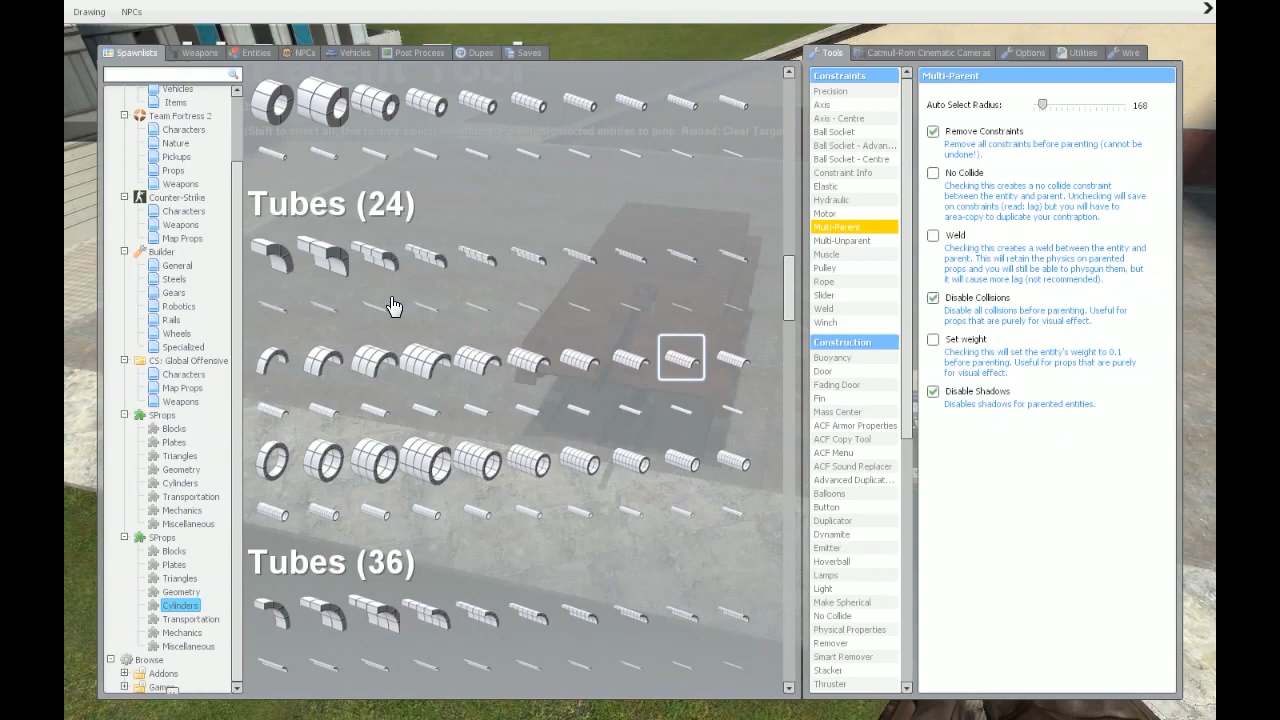 Drawing NPCs
Spawnlists Weapons Entities NPCs Vehicles Post Process Dupes Saves
Vehicles
Items
Team Fortress 2
Characters
Nature
Pickups
Props
Weapons
Counter-Strike
Characters
Weapons
Map Props
Builder
General
Steels
Gears
Robotics
Rails
Wheels
Specialized
CS: Global Offensive
Characters
Map Props
Weapons
SProps
Blocks
Plates
Triangles
Geometry
Cylinders
Transportation
Mechanics
Miscellaneous
SProps
Blocks
Plates
Triangles
Geometry
Cylinders
Transportation
Mechanics
Miscellaneous
Browse
Addons
Tubes (24)
Tubes (36)
Tools Catmull-Rom Cinematic Cameras Options Utilities Wire
Constraints
Precision
Axis
Axis - Centre
Ball Socket
Ball Socket - Advan...
Ball Socket - Centre
Constraint Info
Elastic
Hydraulic
Motor
Multi-Parent
Multi-Unparent
Muscle
Pulley
Rope
Slider
Weld
Winch
Construction
Buoyancy
Door
Fading Door
Fin
Mass Center
ACF Armor Properties
ACF Copy Tool
ACF Menu
ACF Sound Replacer
Advanced Duplicat...
Balloons
Button
Duplicator
Dynamite
Emitter
Hoverball
Lamps
Light
Make Spherical
No Collide
Physical Properties
Remover
Smart Remover
Stacker
Thruster
Multi-Parent
Auto Select Radius: 168
Remove Constraints
Remove all constraints before parenting (cannot be
undone!).
No Collide
Checking this creates a no collide constraint
between the entity and parent. Unchecking will save
on constraints (read: lag) but you will have to
area-copy to duplicate your contraption.
Weld
Checking this creates a weld between the entity and
parent. This will retain the physics on parented
props and you will still be able to physgun them, but
it will cause more lag (not recommended).
Disable Collisions
Disable all collisions before parenting. Useful for
props that are purely for visual effect.
Set weight
Checking this will set the entity's weight to 0.1
before parenting. Useful for props that are purely
for visual effect.
Disable Shadows
Disables shadows for parented entities.